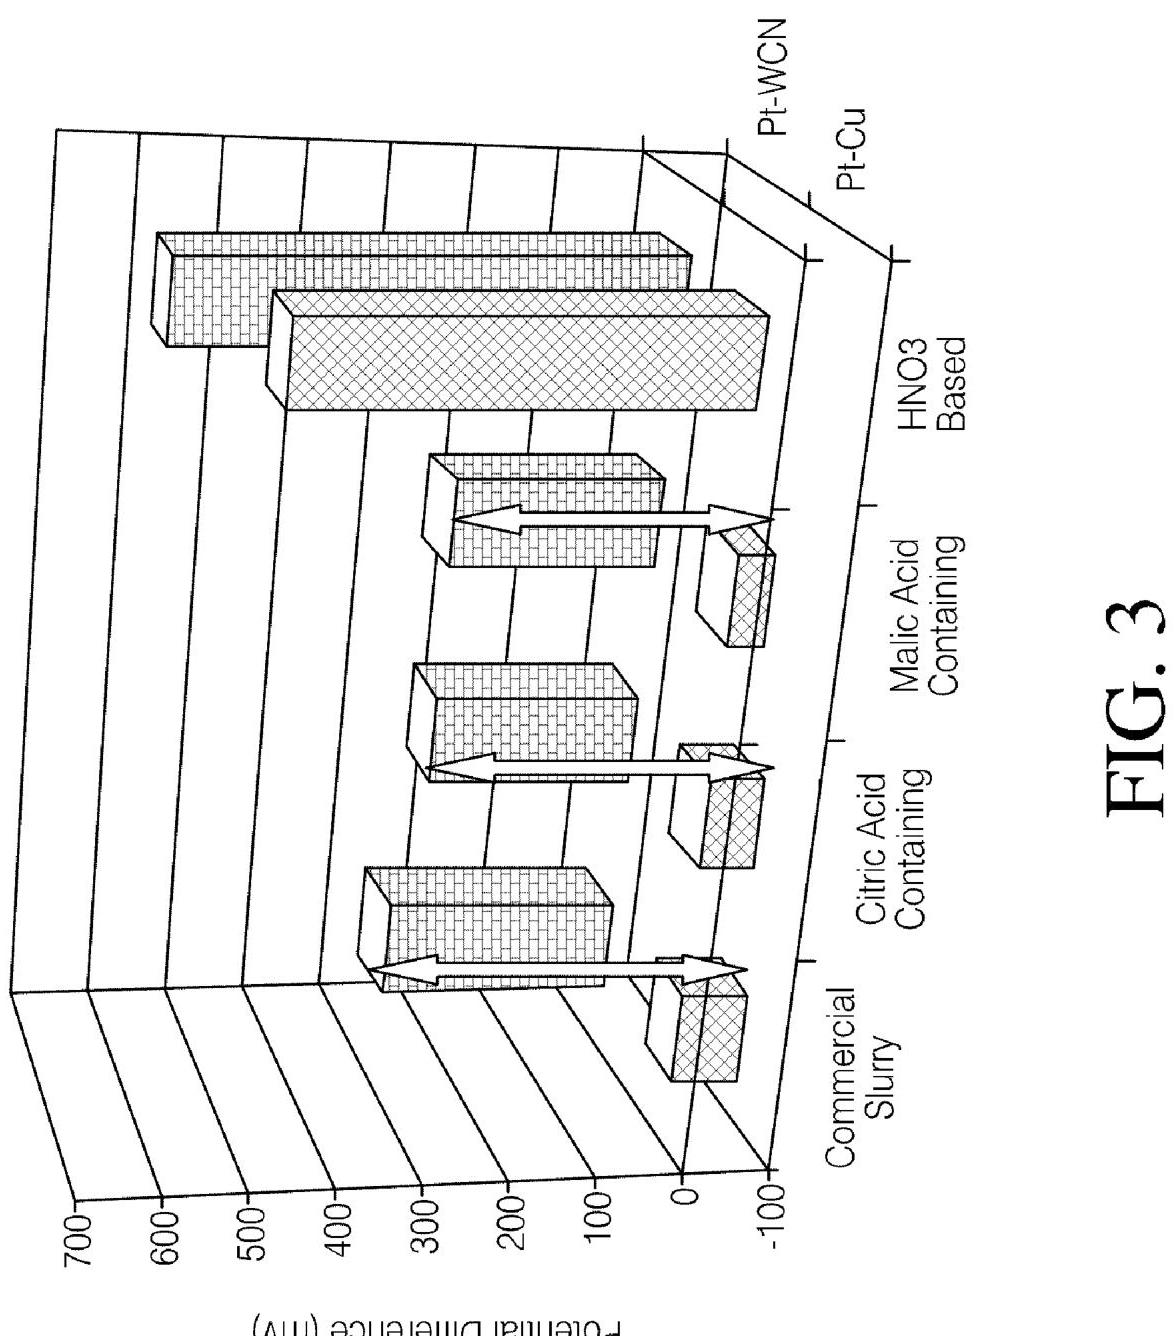 Potential Difference (mV)
700
600
500
400
300
200
100
0
-100
Commercial
Slurry
Citric Acid
Containing
Malic Acid
Containing
HNO3
Based
Pt-Cu
Pt-WCN
FIG. 3